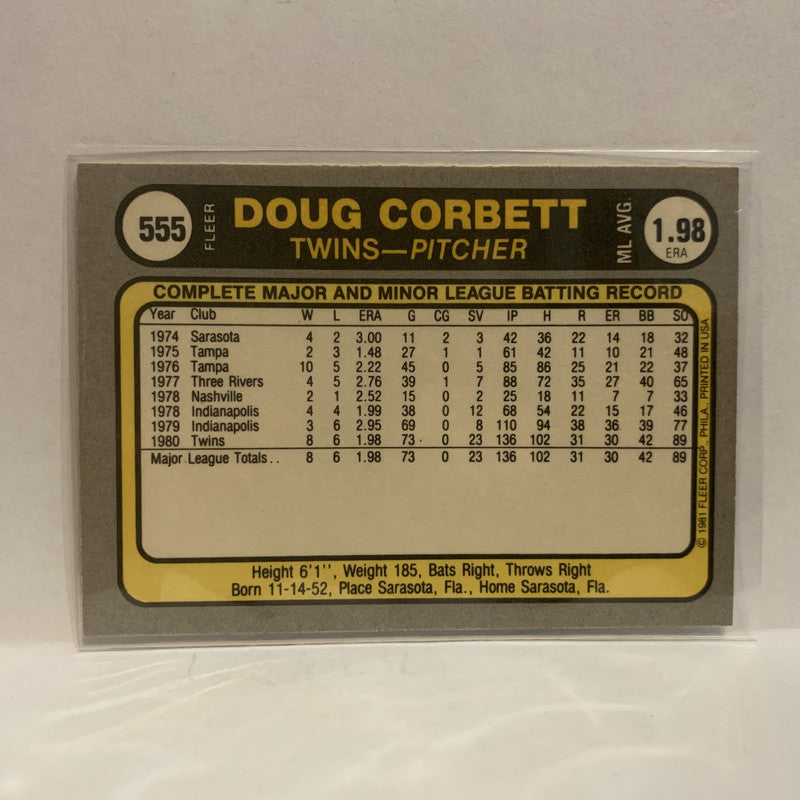 555 FLEER DOUG CORBETT ML AVG. 1.98
TWINS—PITCHER ERA
COMPLETE MAJOR AND MINOR LEAGUE BATTING RECORD
Year Club W L ERA G CG SV IP H R ER BB SO
1974 Sarasota 4 2 3.00 11 2 3 42 36 22 14 18 32
1975 Tampa 2 3 1.48 27 1 1 61 42 11 10 21 48
1976 Tampa 10 5 2.22 45 0 5 85 86 25 21 22 37
1977 Three Rivers 4 5 2.76 39 1 7 88 72 35 27 40 65
1978 Nashville 2 1 2.52 15 0 2 25 18 11 7 7 33
1978 Indianapolis 4 4 1.99 38 0 12 68 54 22 15 17 46
1979 Indianapolis 3 6 2.95 69 0 8 110 94 38 36 39 77
1980 Twins 8 6 1.98 73 0 23 136 102 31 30 42 89
Major League Totals.. 8 6 1.98 73 0 23 136 102 31 30 42 89
Height 6'1'', Weight 185, Bats Right, Throws Right
Born 11-14-52, Place Sarasota, Fla., Home Sarasota, Fla.
© 1981 FLEER CORP., PHILA., PRINTED IN USA